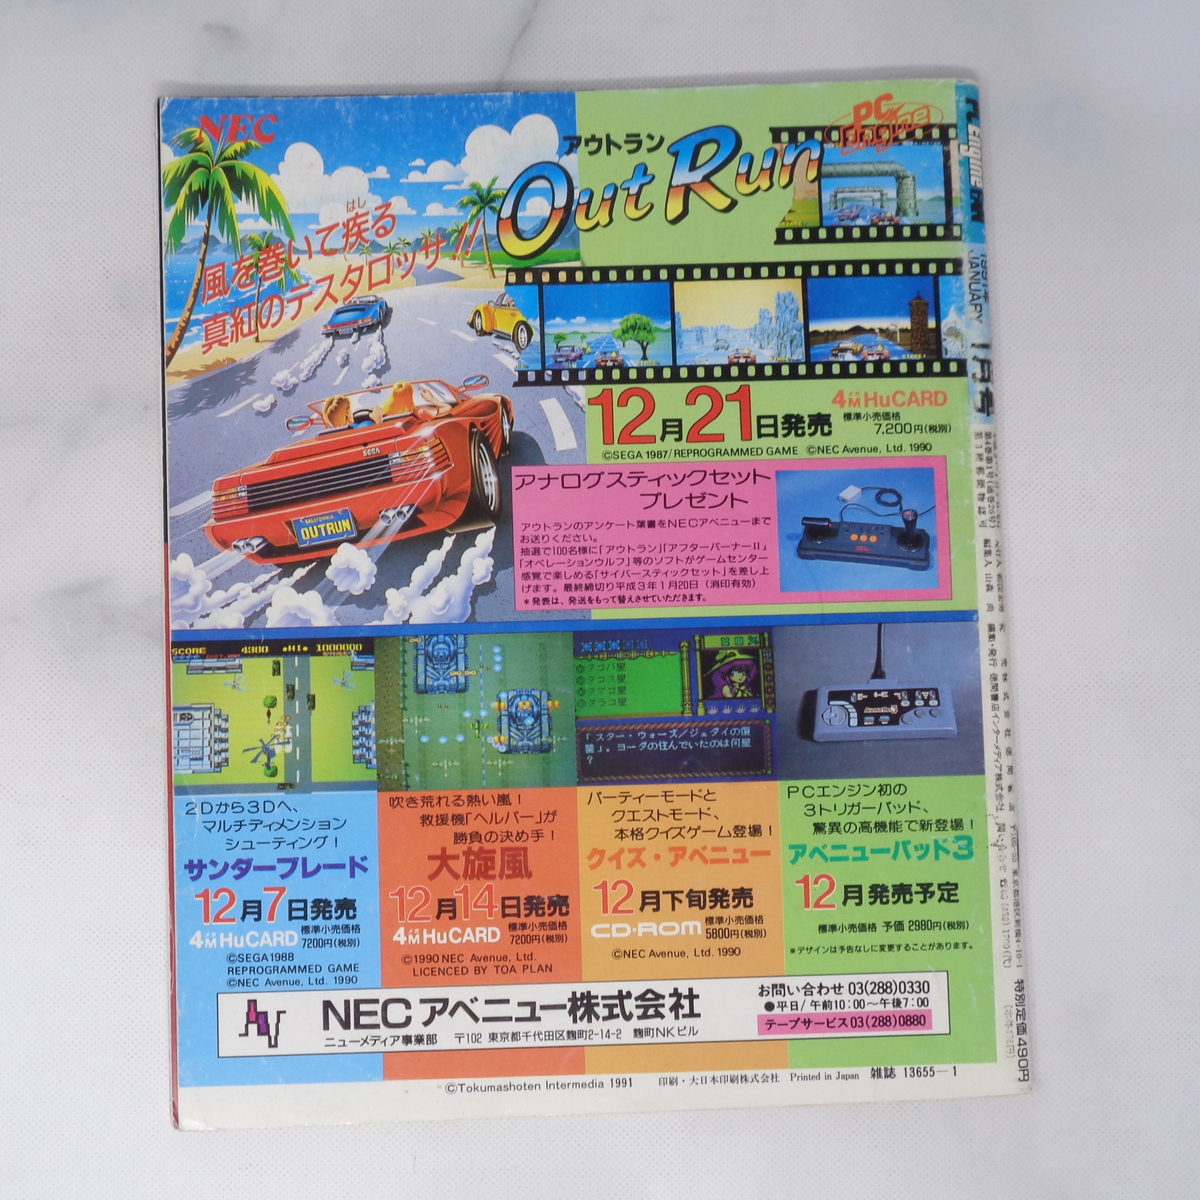 NEC
PC Engine
アウトラン
Out Run
はし
風を巻いて疾る
真紅のテスタロッサ!!
SEGA
CALIFORNIA
OUTRUN
12月21日発売
4M HuCARD
標準小売価格
7,200円(税別)
©SEGA 1987/REPROGRAMMED GAME ©NEC Avenue, Ltd. 1990
アナログスティックセット
プレゼント
アウトランのアンケート葉書をNECアベニューまで
お送りください。
抽選で100名様に「アウトラン」「アフターバーナーII」
「オペレーションウルフ」等のソフトがゲームセンター
感覚で楽しめる「サイバースティックセット」を差し上
げます。最終締切り平成3年1月20日(消印有効)
*発表は、発送をもって替えさせていただきます。
SCORE 4300 HI 1000000
タコバ星
タコス星
タマゴ星
タラコ星
「スター・ウォーズ/ジェダイの復
讐」。ヨーダの住んでいたのは何星
?
2Dから3Dへ、
マルチディメンション
シューティング!
サンダーブレード
12月7日発売
4M HuCARD
標準小売価格
7200円(税別)
©SEGA1988
REPROGRAMMED GAME
©NEC Avenue, Ltd. 1990
吹き荒れる熱い嵐!
救援機「ヘルパー」が
勝負の決め手!
大旋風
12月14日発売
4M HuCARD
標準小売価格
7200円(税別)
©1990 NEC Avenue, Ltd.
LICENCED BY TOA PLAN
パーティーモードと
クエストモード、
本格クイズゲーム登場!
クイズ・アベニュー
12月下旬発売
CD-ROM
標準小売価格
5800円(税別)
©NEC Avenue, Ltd. 1990
PCエンジン初の
3トリガーパッド、
驚異の高機能で新登場!
アベニューパッド3
12月発売予定
標準小売価格 予価 2980円(税別)
*デザインは予告なしに変更することがあります。
NECアベニュー株式会社
ニューメディア事業部 〒102 東京都千代田区麹町2-14-2 麹町NKビル
お問い合わせ 03(288)0330
●平日/午前10:00〜午後7:00
テープサービス03(288)0880
©Tokumashoten Intermedia 1991 印刷・大日本印刷株式会社 Printed in Japan 雑誌 13655-1
JANUARY
1月号
特別定価490円